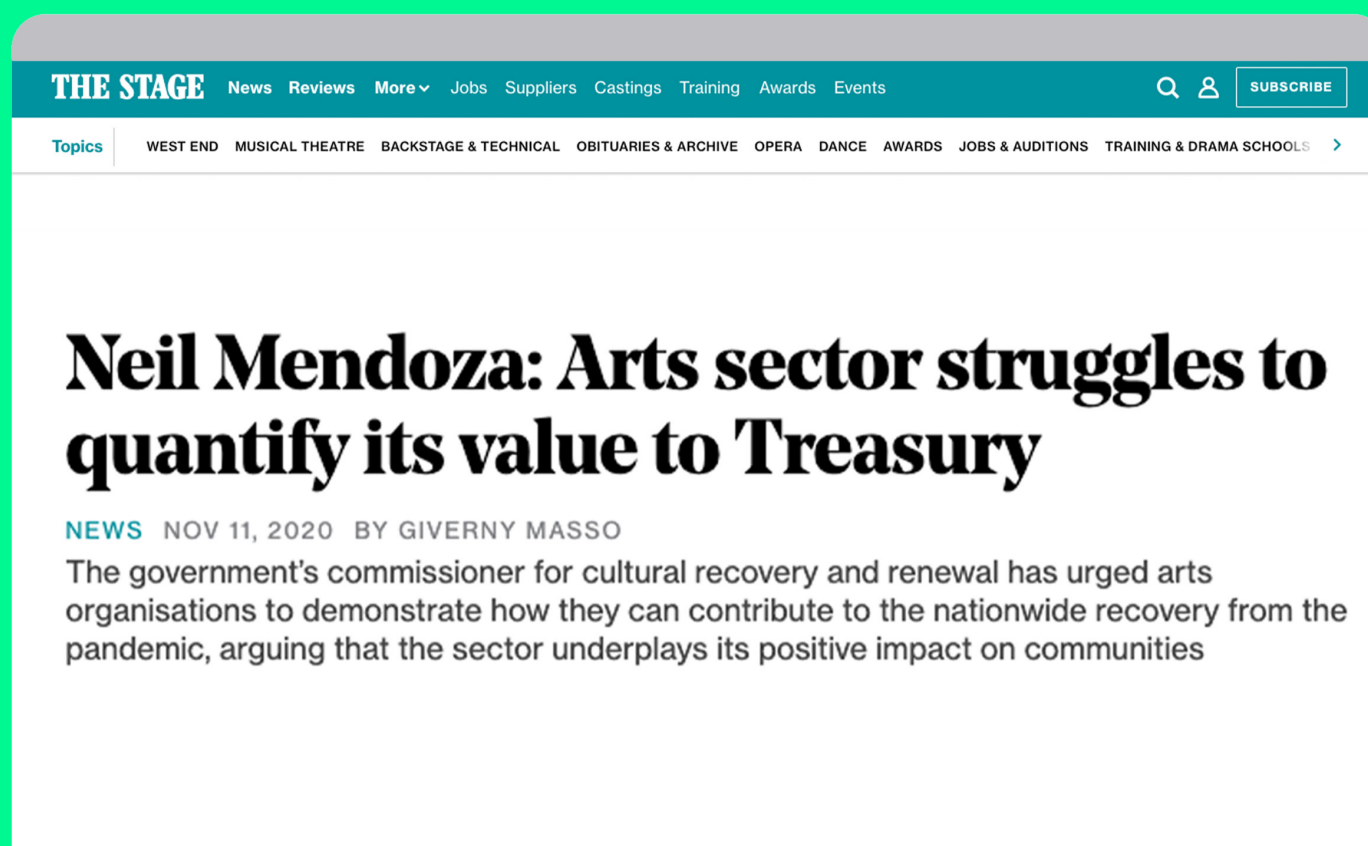 THE STAGE News Reviews More Jobs Suppliers Castings Training Awards Events SUBSCRIBE
Topics WEST END MUSICAL THEATRE BACKSTAGE & TECHNICAL OBITUARIES & ARCHIVE OPERA DANCE AWARDS JOBS & AUDITIONS TRAINING & DRAMA SCHOOLS
Neil Mendoza: Arts sector struggles to
quantify its value to Treasury
NEWS NOV 11, 2020 BY GIVERNY MASSO
The government's commissioner for cultural recovery and renewal has urged arts
organisations to demonstrate how they can contribute to the nationwide recovery from the
pandemic, arguing that the sector underplays its positive impact on communities